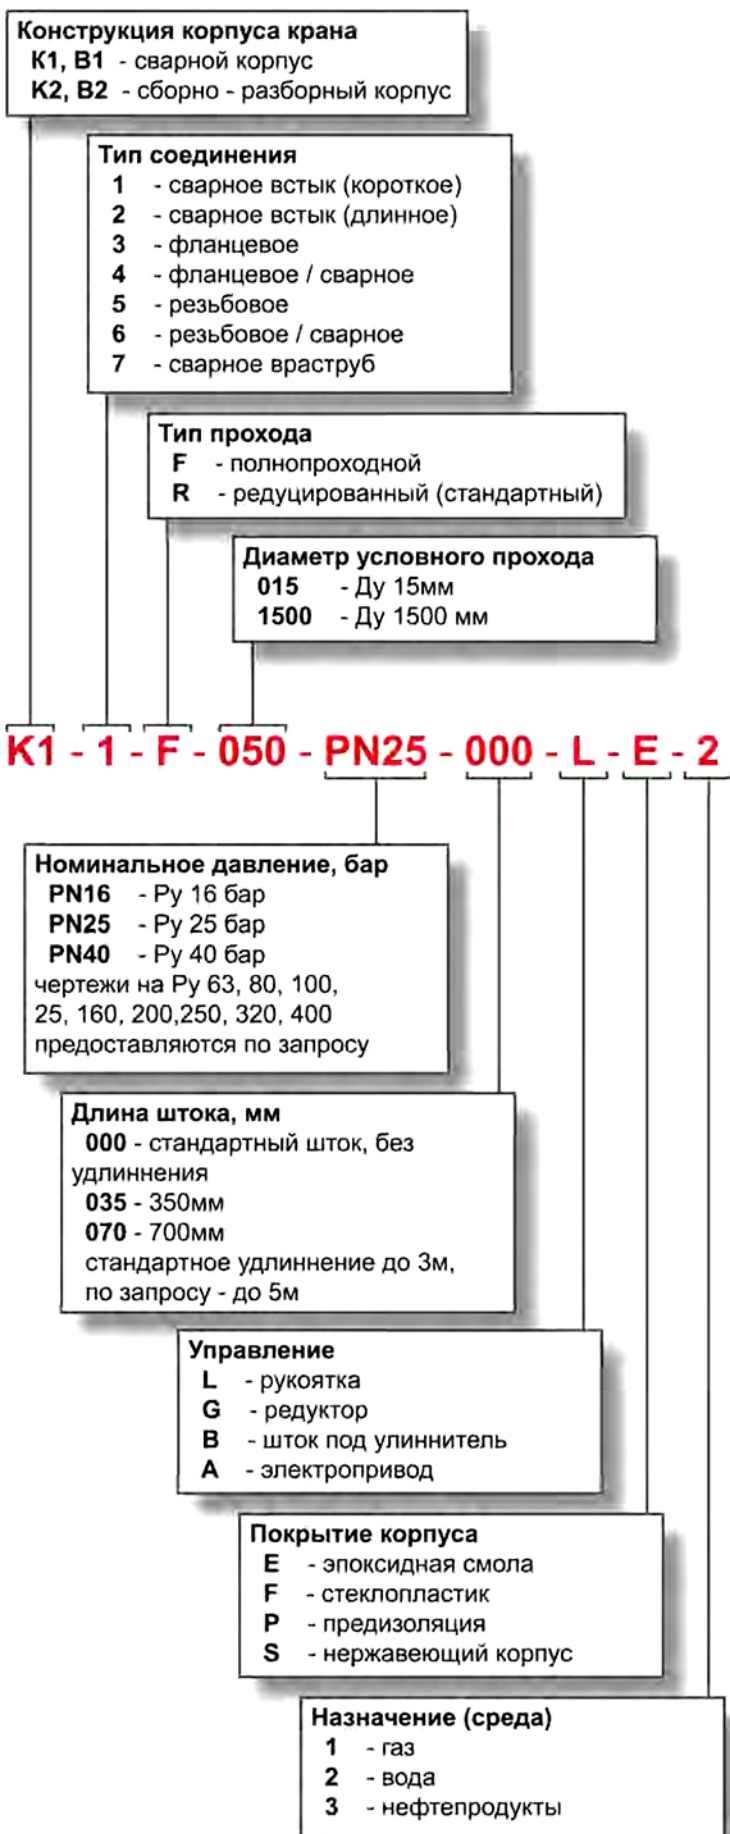 Конструкция корпуса крана
К1, В1 - сварной корпус
К2, В2 - сборно - разборный корпус
Тип соединения
1 - сварное встык (короткое)
2 - сварное встык (длинное)
3 - фланцевое
4 - фланцевое / сварное
5 - резьбовое
6 - резьбовое / сварное
7 - сварное враструб
Тип прохода
F - полнопроходной
R - редуцированный (стандартный)
Диаметр условного прохода
015 - Ду 15мм
1500 - Ду 1500 мм
К1 - 1 - F - 050 - PN25 - 000 - L - E - 2
Номинальное давление, бар
PN16 - Ру 16 бар
PN25 - Ру 25 бар
PN40 - Ру 40 бар
чертежи на Ру 63, 80, 100,
25, 160, 200,250, 320, 400
предоставляются по запросу
Длина штока, мм
000 - стандартный шток, без
удлиннения
035 - 350мм
070 - 700мм
стандартное удлиннение до 3м,
по запросу - до 5м
Управление
L - рукоятка
G - редуктор
B - шток под улиннитель
A - электропривод
Покрытие корпуса
E - эпоксидная смола
F - стеклопластик
P - предизоляция
S - нержавеющий корпус
Назначение (среда)
1 - газ
2 - вода
3 - нефтепродукты